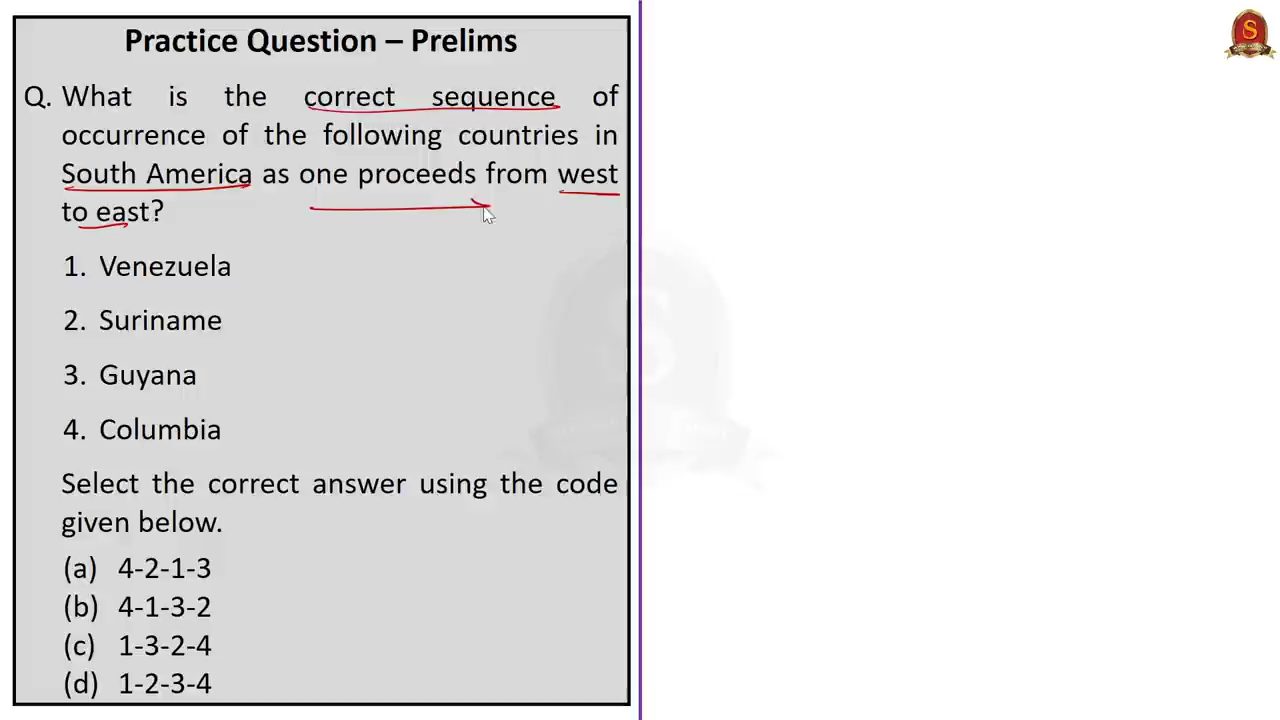 Practice Question – Prelims
Q. What is the correct sequence of
occurrence of the following countries in
South America as one proceeds from west
to east?
1. Venezuela
2. Suriname
3. Guyana
4. Columbia
Select the correct answer using the code
given below.
(a) 4-2-1-3
(b) 4-1-3-2
(c) 1-3-2-4
(d) 1-2-3-4
S